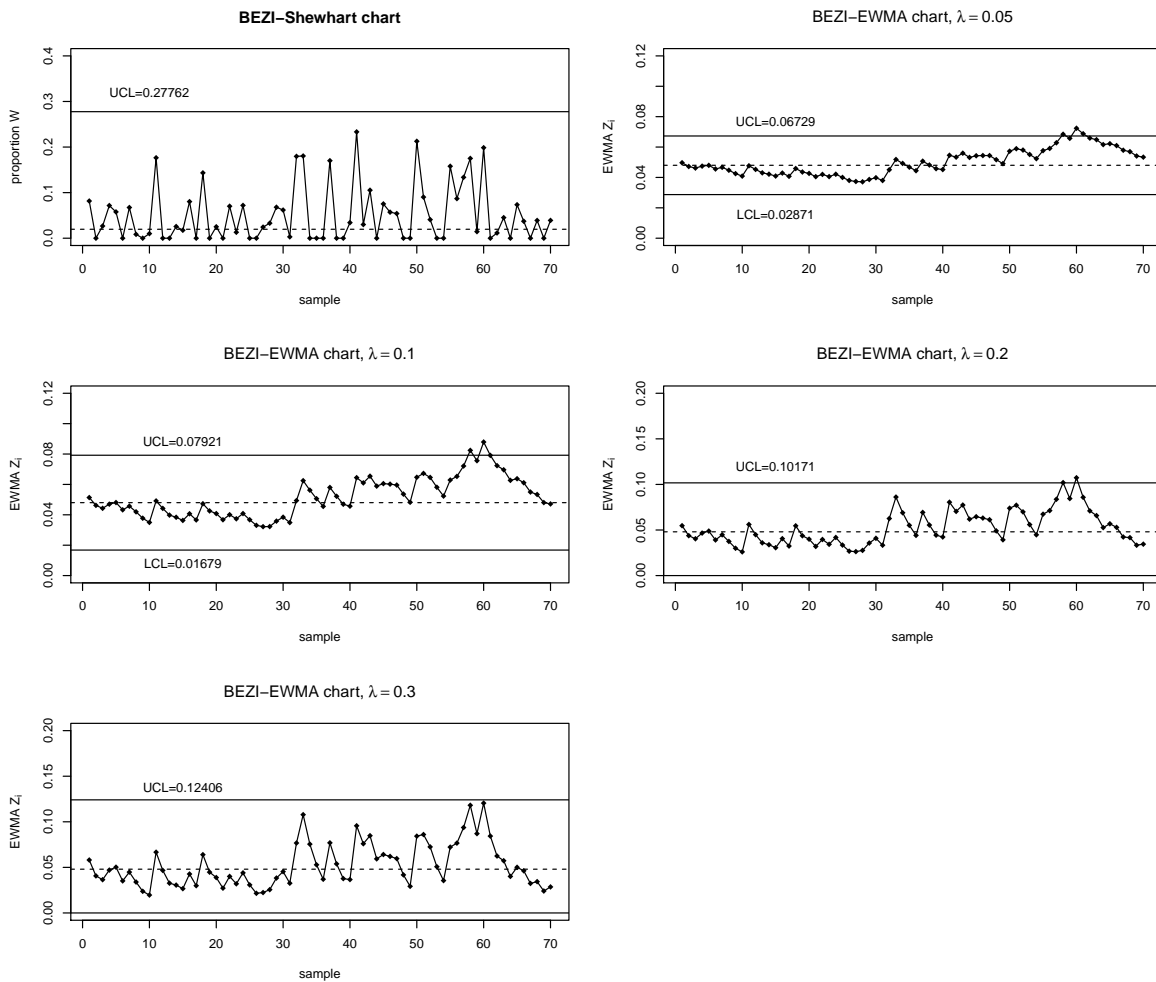 BEZI−Shewhart chart
proportion W
0.0 0.1 0.2 0.3 0.4
UCL=0.27762
0 10 20 30 40 50 60 70
sample
BEZI−EWMA chart, λ = 0.05
EWMA Zi
0.00 0.04 0.08 0.12
UCL=0.06729
LCL=0.02871
0 10 20 30 40 50 60 70
sample
BEZI−EWMA chart, λ = 0.1
EWMA Zi
0.00 0.04 0.08 0.12
UCL=0.07921
LCL=0.01679
0 10 20 30 40 50 60 70
sample
BEZI−EWMA chart, λ = 0.2
EWMA Zi
0.00 0.05 0.10 0.15 0.20
UCL=0.10171
0 10 20 30 40 50 60 70
sample
BEZI−EWMA chart, λ = 0.3
EWMA Zi
0.00 0.05 0.10 0.15 0.20
UCL=0.12406
0 10 20 30 40 50 60 70
sample